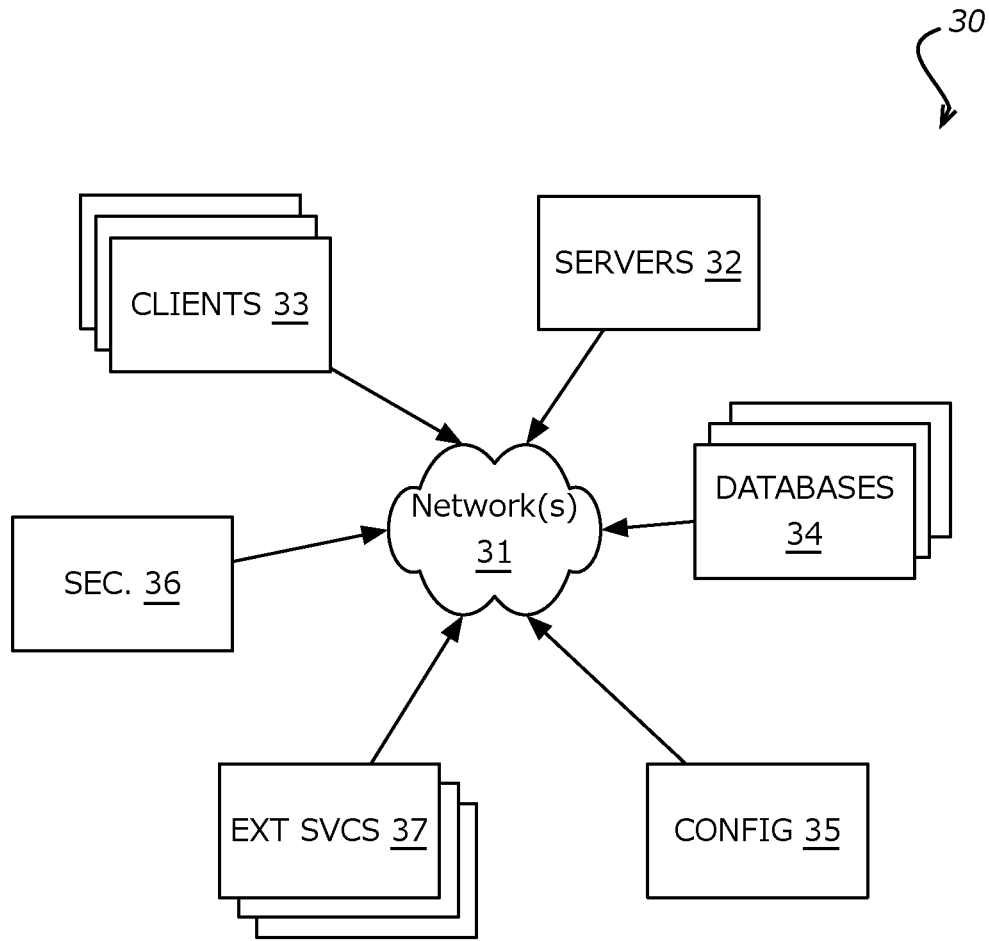 30
CLIENTS 33
SERVERS 32
DATABASES
34
Network(s)
31
SEC. 36
EXT SVCS 37
CONFIG 35